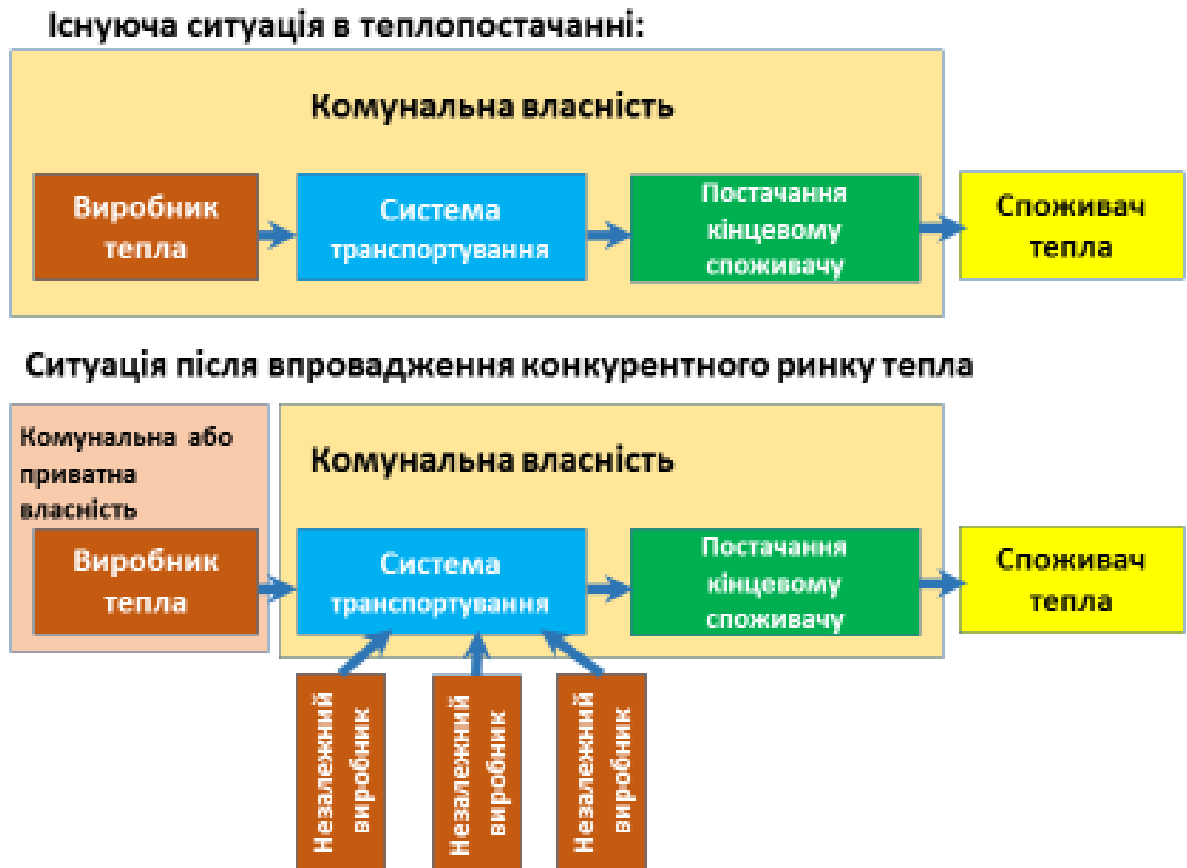 Існуюча ситуація в теплопостачанні:
Комунальна власність
Виробник
тепла
Система
транспортування
Постачання
кінцевому
споживачу
Споживач
тепла
Ситуація після впровадження конкурентного ринку тепла
Комунальна або
приватна
власність
Комунальна власність
Виробник
тепла
Система
транспортування
Постачання
кінцевому
споживачу
Споживач
тепла
Незалежний
виробник
Незалежний
виробник
Незалежний
виробник